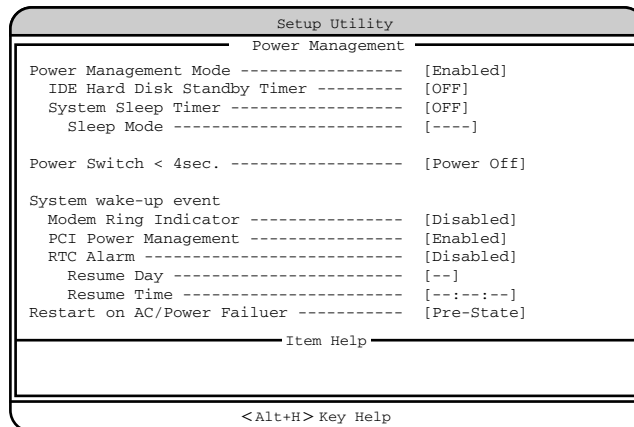 Setup Utility
Power Management
Power Management Mode ----------------- [Enabled]
IDE Hard Disk Standby Timer --------- [OFF]
System Sleep Timer ----------------- [OFF]
Sleep Mode ------------------------ [----]
Power Switch < 4sec. ------------------ [Power Off]
System wake-up event
Modem Ring Indicator ---------------- [Disabled]
PCI Power Management ---------------- [Enabled]
RTC Alarm --------------------------- [Disabled]
Resume Day ------------------------ [--]
Resume Time ----------------------- [--:--:--]
Restart on AC/Power Failuer ----------- [Pre-State]
Item Help
<Alt+H> Key Help